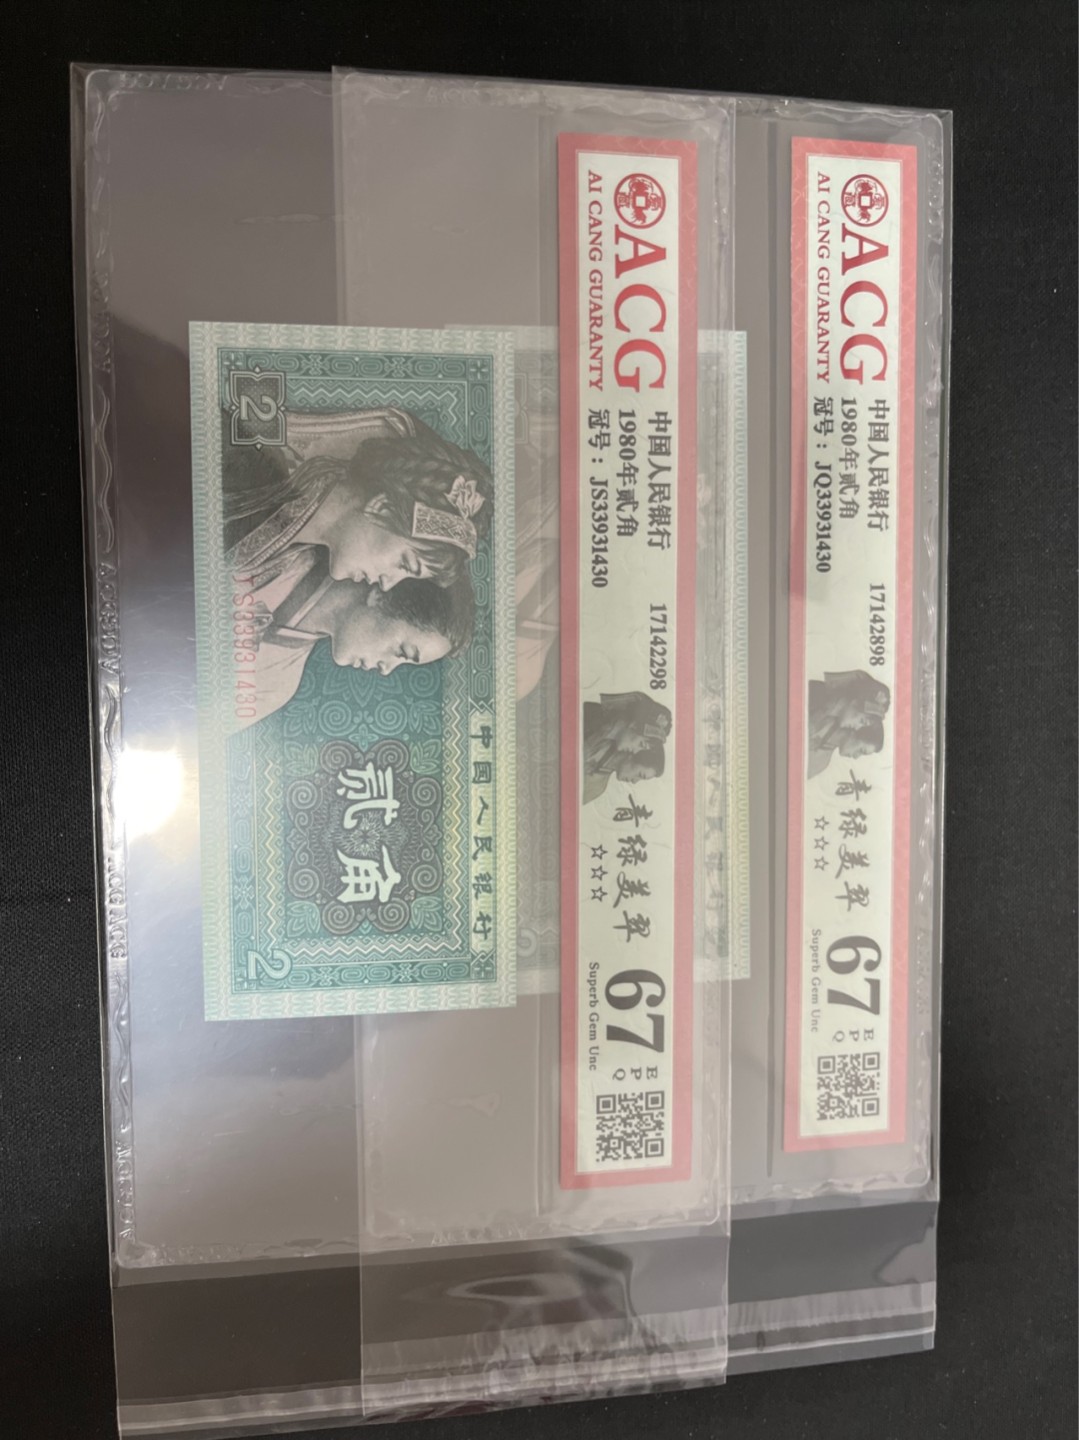 ACG
AI CANG GUARANTY
中国人民银行
1980年贰角
冠号：JQ33931430
17142898
青绿美翠
☆☆☆
67
EPQ
Superb Gem Unc
ACG
AI CANG GUARANTY
中国人民银行
1980年贰角
冠号：JS33931430
17142298
青绿美翠
☆☆☆
67
EPQ
Superb Gem Unc
中国人民银行
贰角
2
2
JS33931430